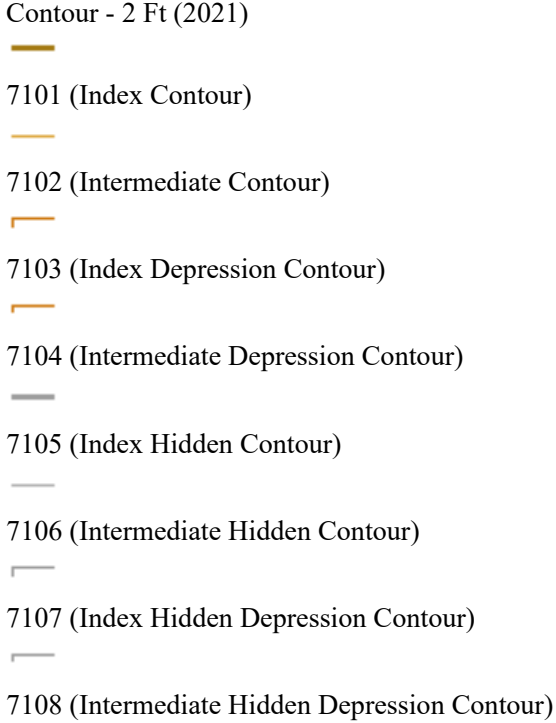 Contour - 2 Ft (2021)
7101 (Index Contour)
7102 (Intermediate Contour)
7103 (Index Depression Contour)
7104 (Intermediate Depression Contour)
7105 (Index Hidden Contour)
7106 (Intermediate Hidden Contour)
7107 (Index Hidden Depression Contour)
7108 (Intermediate Hidden Depression Contour)